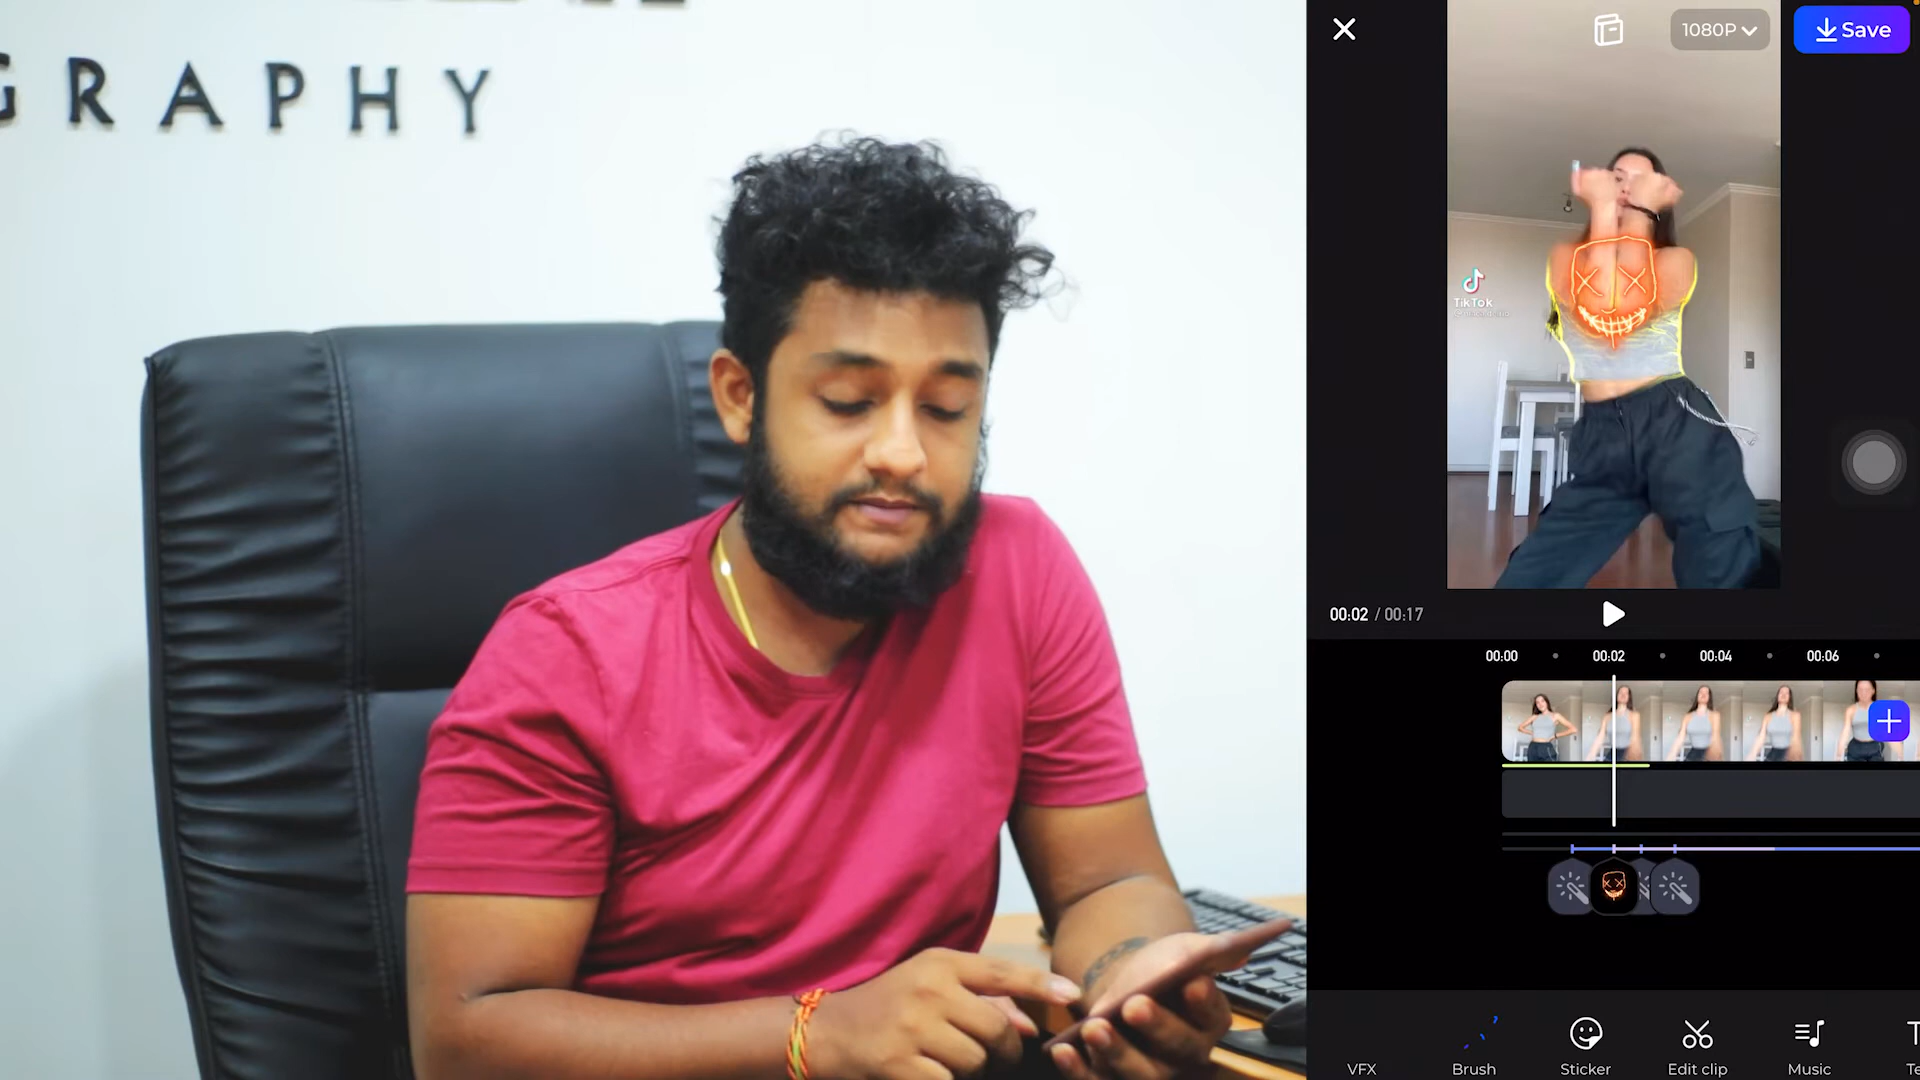 GRAPHY
1080P
Save
TikTok
00:02 / 00:17
00:00
00:02
00:04
00:06
VFX
Brush
Sticker
Edit clip
Music